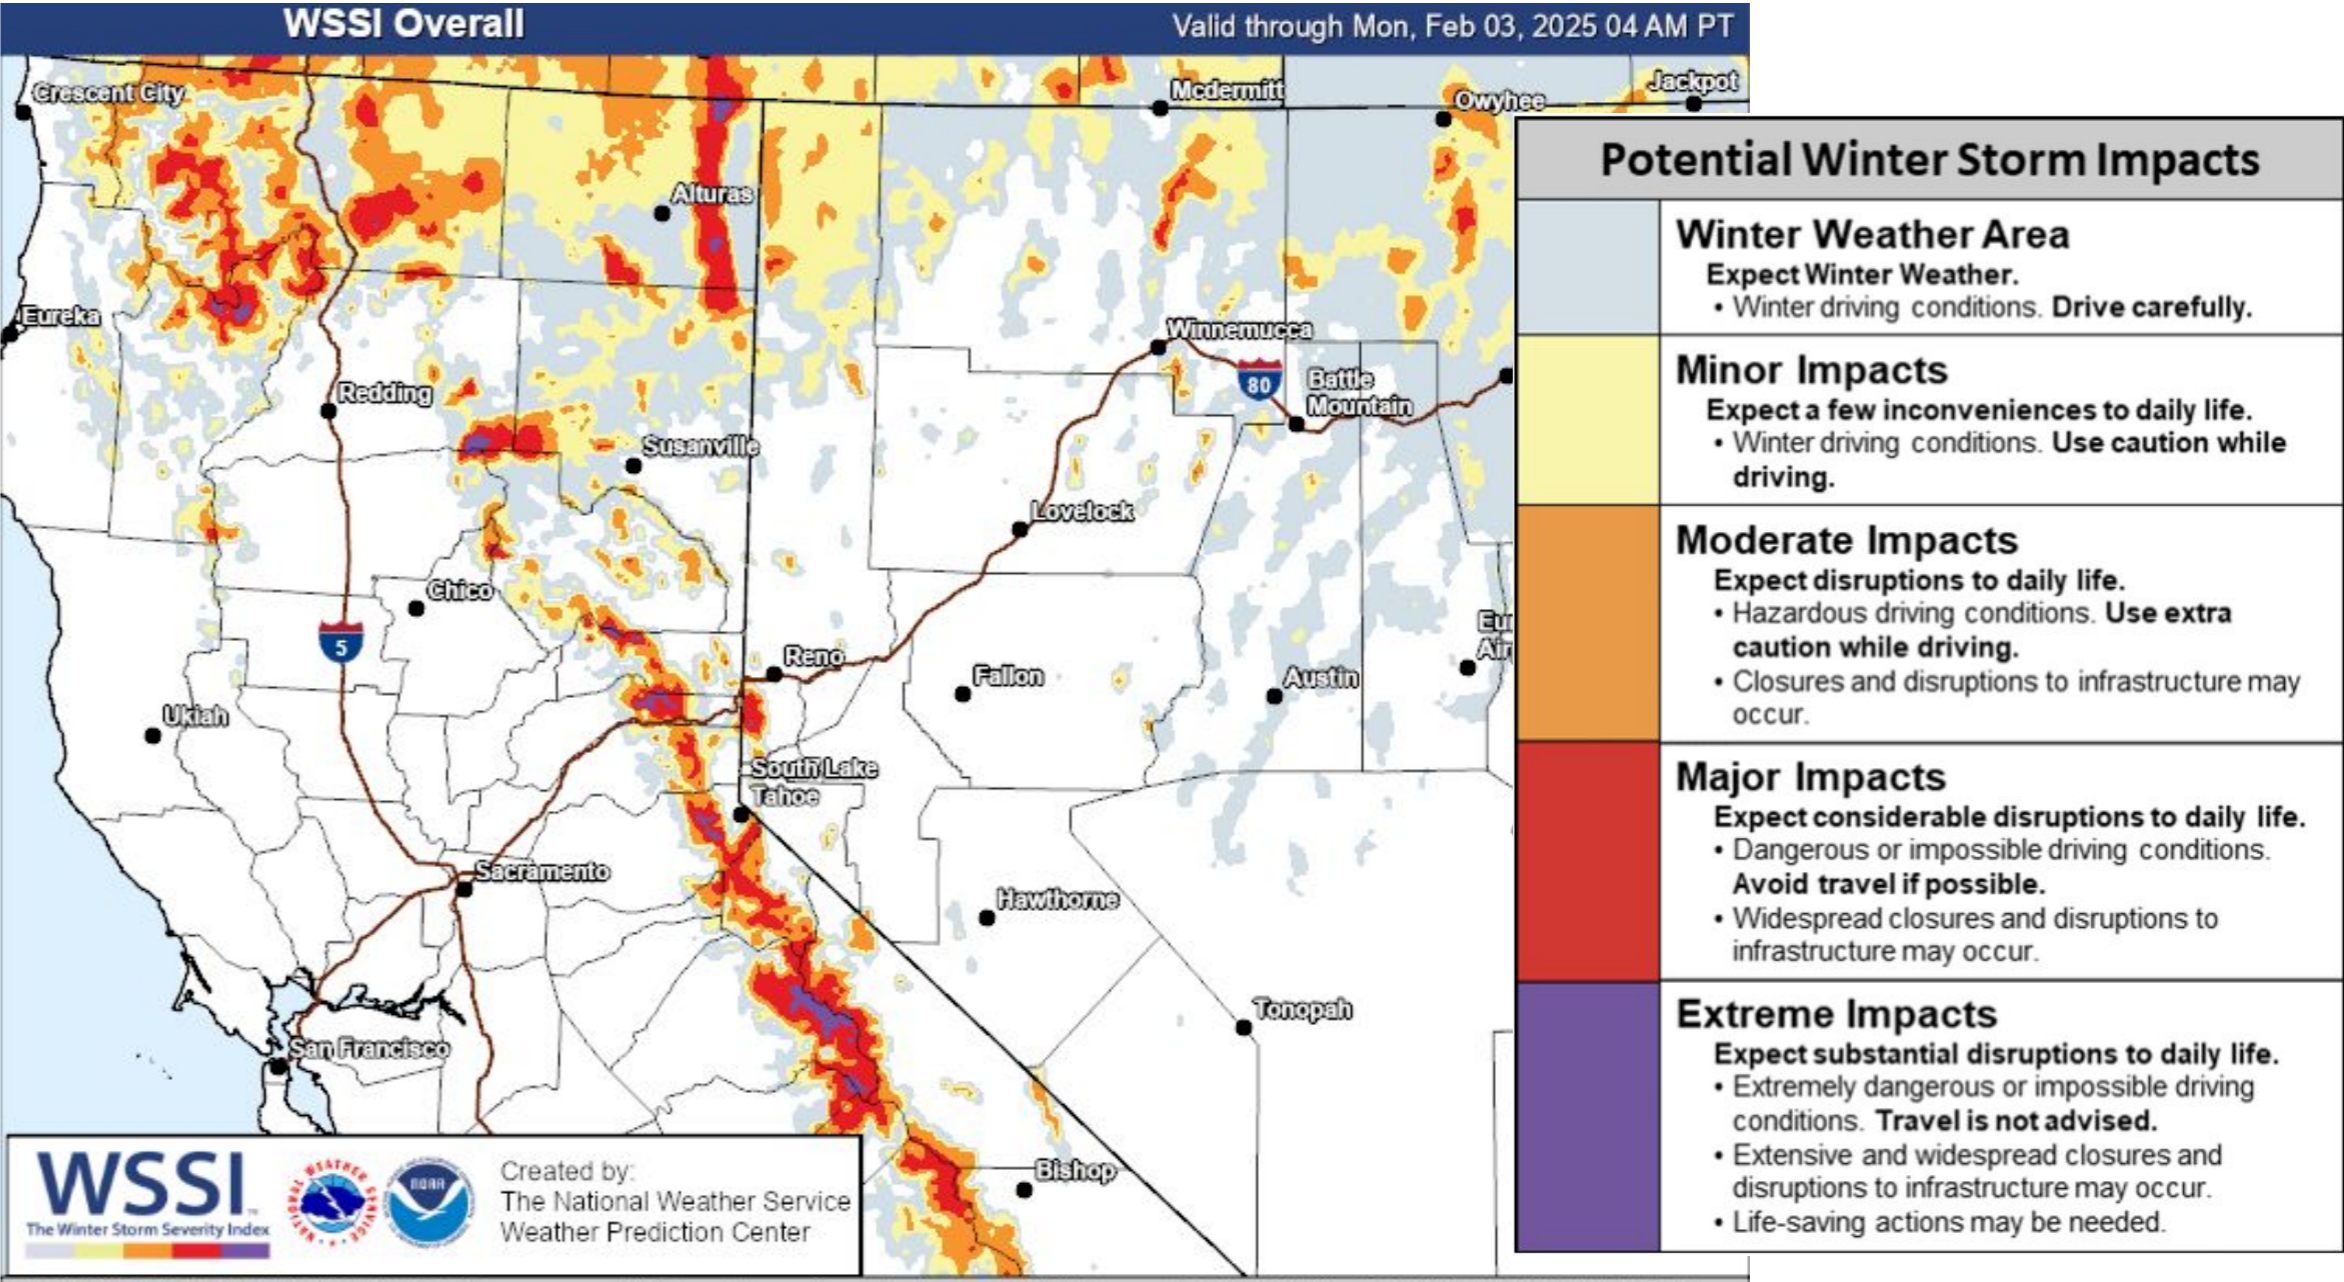 WSSI Overall
Valid through Mon, Feb 03, 2025 04 AM PT
Crescent City
Mcdermitt
Owyhee
Jackpot
Alturas
Eureka
Winnemucca
80
Battle
Mountain
Redding
Susanville
Lovelock
Chico
5
Reno
Fallon
Austin
Eur
Air
Ukiah
South Lake
Tahoe
Sacramento
Hawthorne
Tonopah
San Francisco
Bishop
WSSI
The Winter Storm Severity Index
NATIONAL WEATHER SERVICE
NOAA
Created by:
The National Weather Service
Weather Prediction Center
Potential Winter Storm Impacts
Winter Weather Area
Expect Winter Weather.
• Winter driving conditions. Drive carefully.
Minor Impacts
Expect a few inconveniences to daily life.
• Winter driving conditions. Use caution while
driving.
Moderate Impacts
Expect disruptions to daily life.
• Hazardous driving conditions. Use extra
caution while driving.
• Closures and disruptions to infrastructure may
occur.
Major Impacts
Expect considerable disruptions to daily life.
• Dangerous or impossible driving conditions.
Avoid travel if possible.
• Widespread closures and disruptions to
infrastructure may occur.
Extreme Impacts
Expect substantial disruptions to daily life.
• Extremely dangerous or impossible driving
conditions. Travel is not advised.
• Extensive and widespread closures and
disruptions to infrastructure may occur.
• Life-saving actions may be needed.